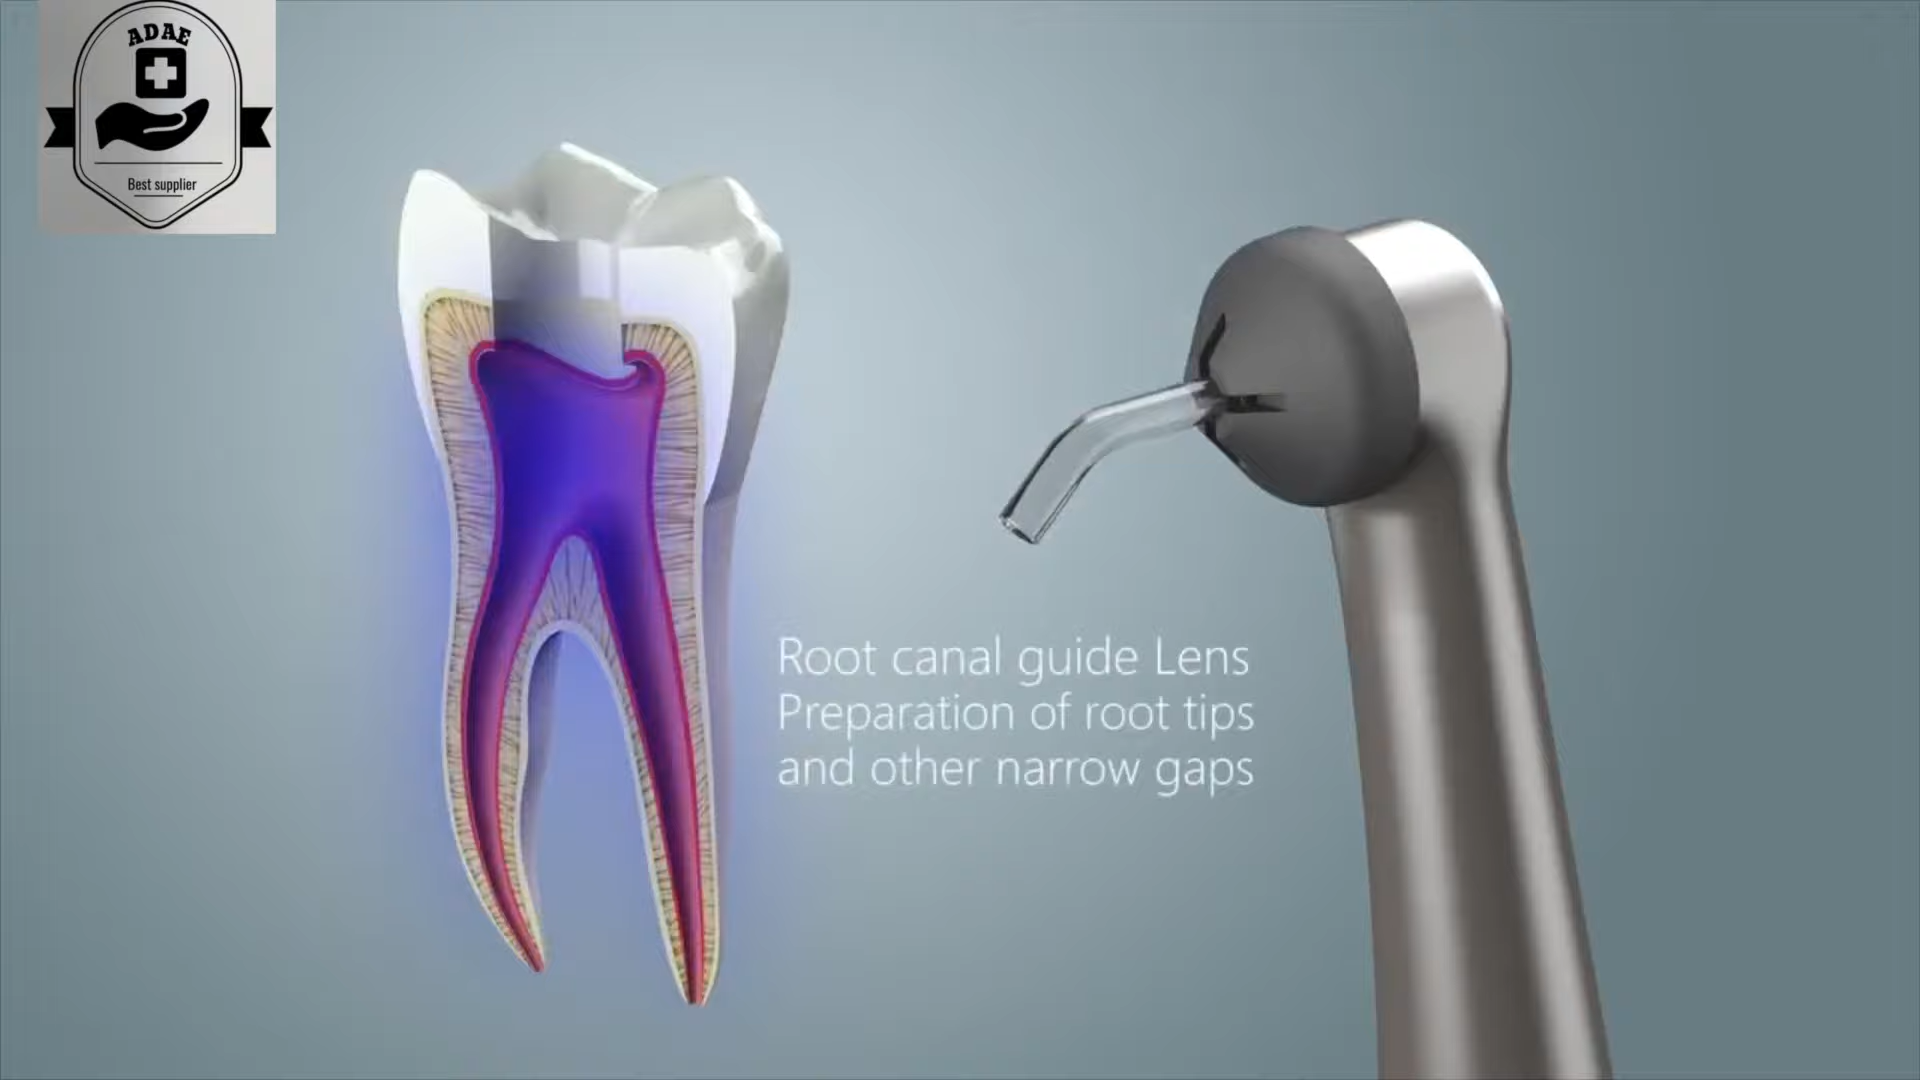 ADAE
Best supplier
Root canal guide Lens
Preparation of root tips
and other narrow gaps